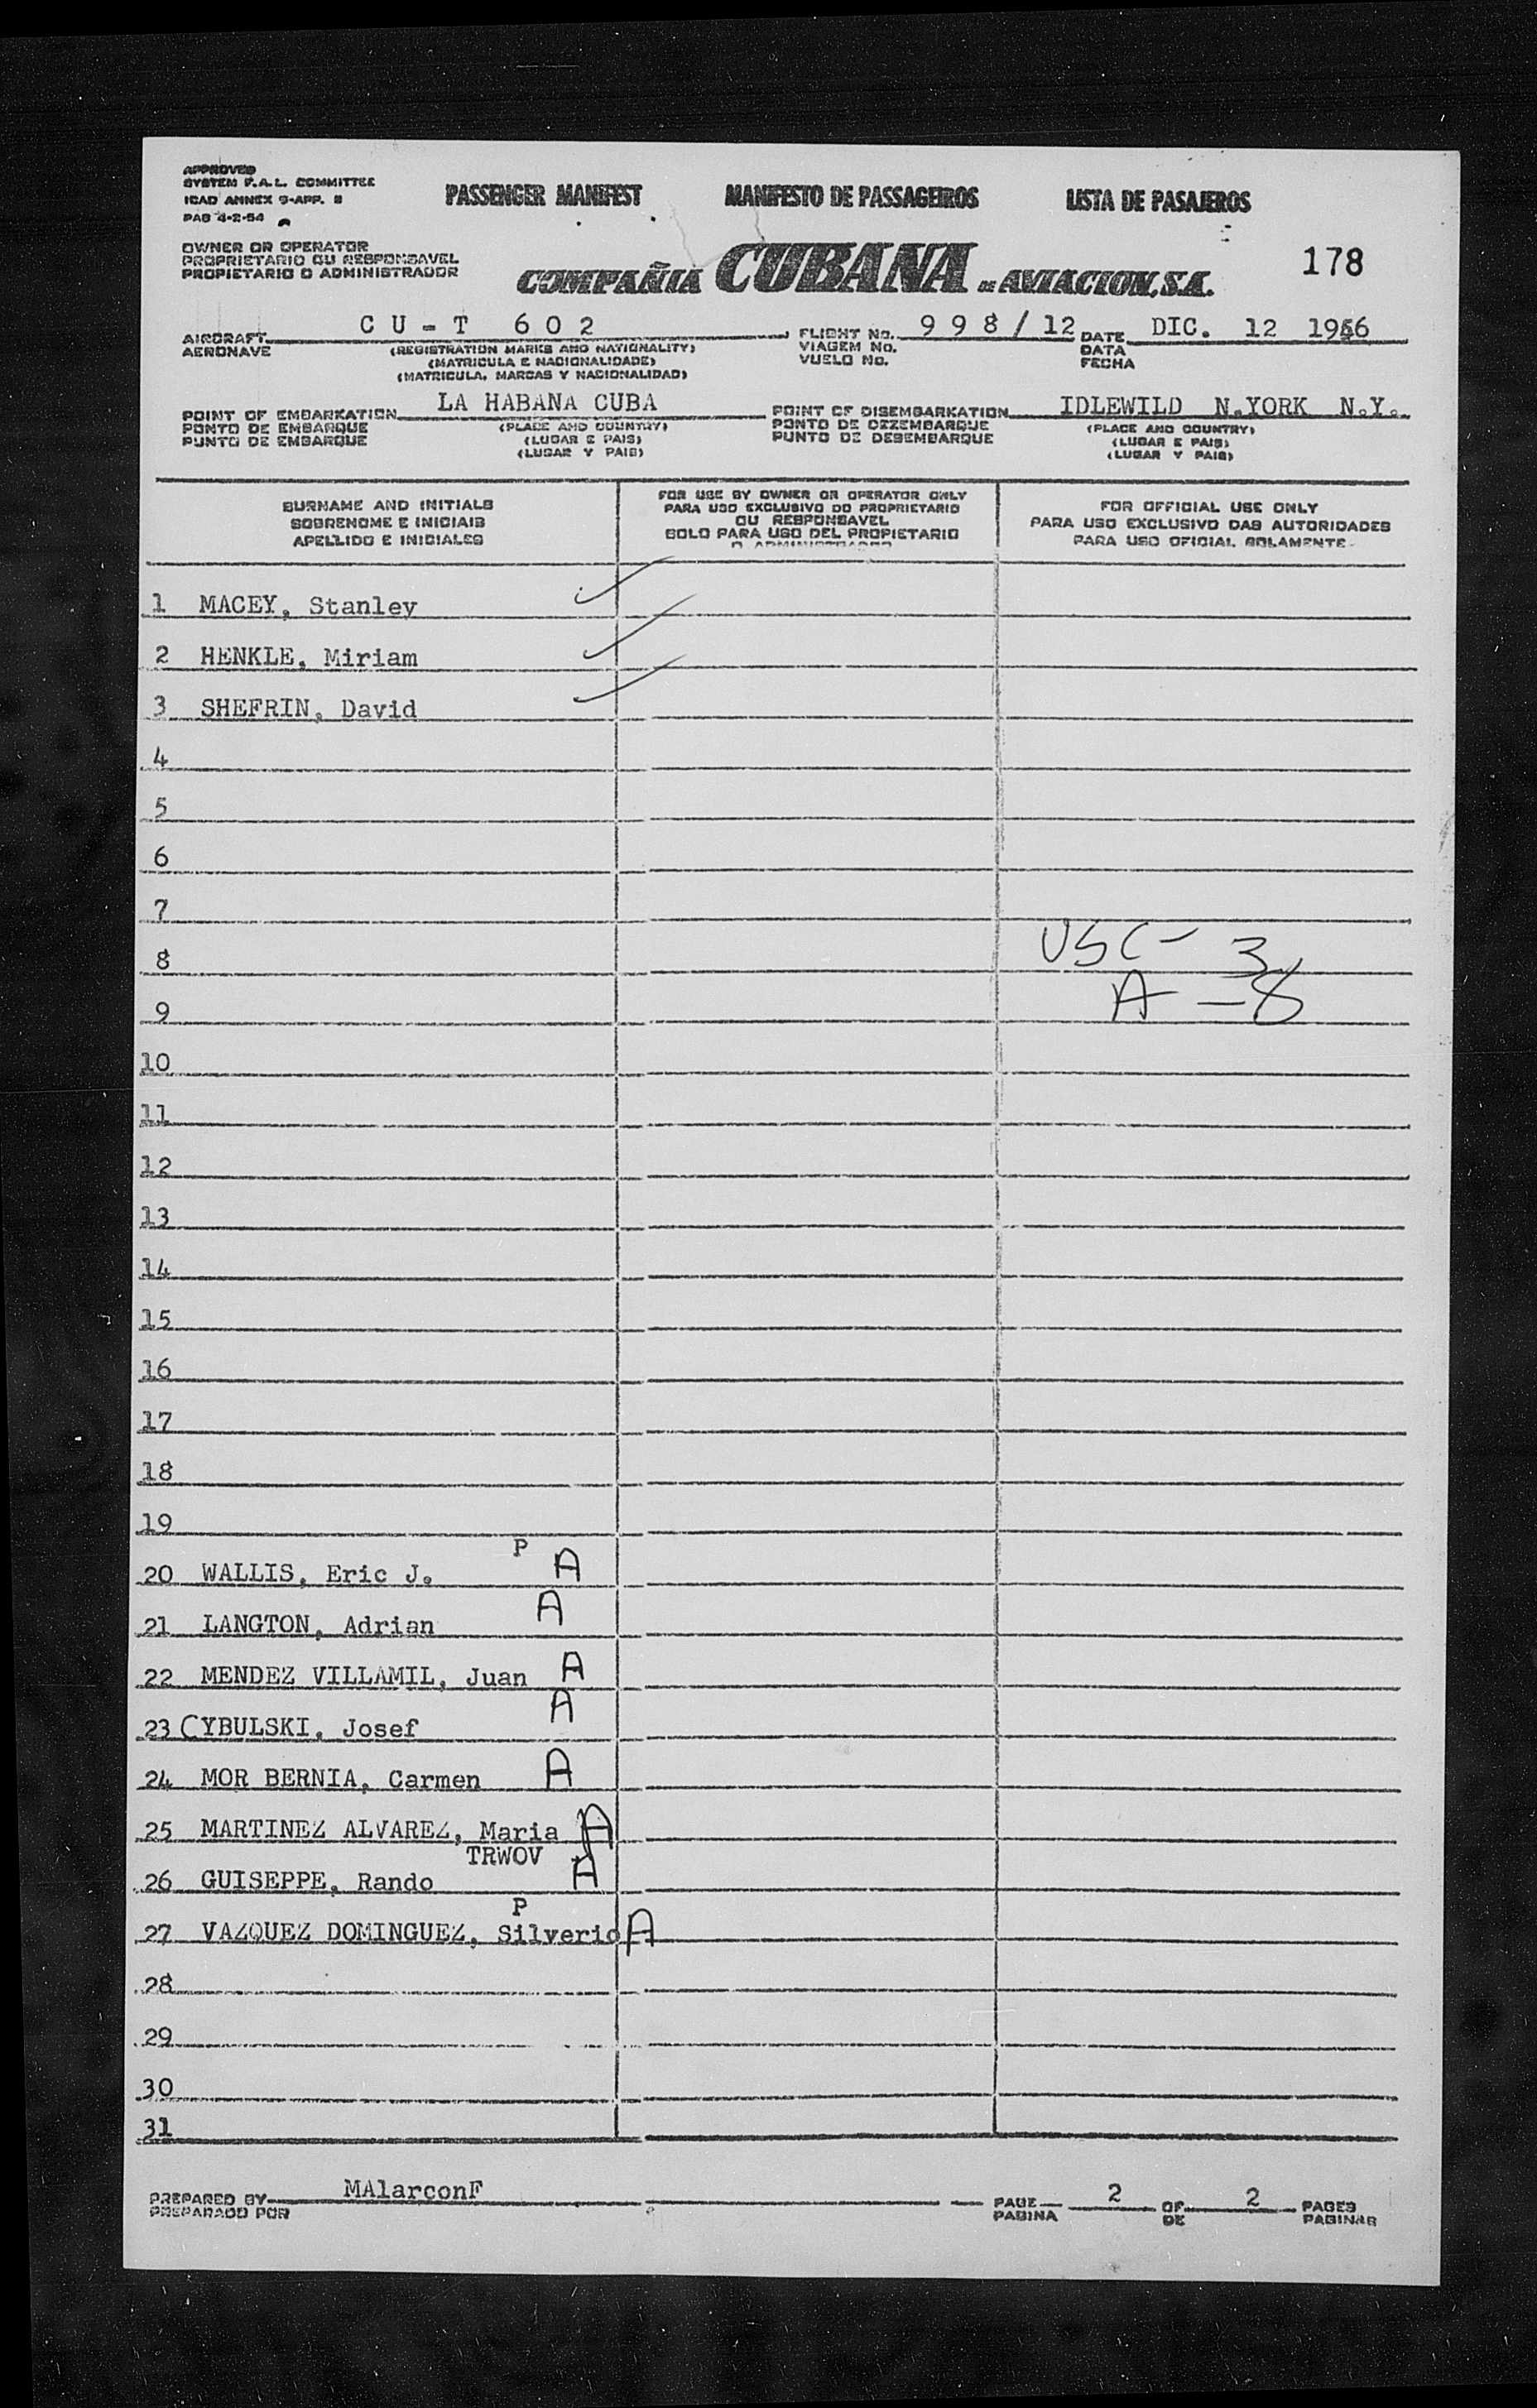 APPROVED
SYSTEM F.A.L. COMMITTEE
ICAO ANNEX 9-APP. 
PAS 4-2-54
PASSENGER MANIFEST MANIFESTO DE PASSAGEIROS LISTA DE PASAJEROS
OWNER OR OPERATOR
PROPRIETARIO OU RESPONSAVEL
PROPIETARIO O ADMINISTRADOR
COMPAÑIA CUBANA DE AVIACION, S.A.
178
AIRCRAFT CU-T 602 FLIGHT No. 998/12 DATE DIC. 12 1956
AERONAVE (REGISTRATION MARKS AND NATIONALITY) VIAGEM No. DATA
(MATRICULA E NACIONALIDADE) VUELO No. FECHA
(MATRICULA, MARCAS Y NACIONALIDAD)
POINT OF EMBARKATION LA HABANA CUBA POINT OF DISEMBARKATION IDLEWILD N.YORK N.Y.
PONTO DE EMBARQUE (PLACE AND COUNTRY) PONTO DE DEZEMBARQUE (PLACE AND COUNTRY)
PUNTO DE EMBARQUE (LUGAR E PAIS) PUNTO DE DESEMBARQUE (LUGAR E PAIS)
(LUGAR Y PAIS) (LUGAR Y PAIS)
SURNAME AND INITIALS
SOBRENOME E INICIAIS
APELLIDO E INICIALES
FOR USE BY OWNER OR OPERATOR ONLY
PARA USO EXCLUSIVO DO PROPRIETARIO
OU RESPONSAVEL
SOLO PARA USO DEL PROPIETARIO
O ADMINISTRADOR
FOR OFFICIAL USE ONLY
PARA USO EXCLUSIVO DAS AUTORIDADES
PARA USO OFICIAL SOLAMENTE
1 MACEY, Stanley
2 HENKLE, Miriam
3 SHEFRIN, David
4
5
6
7
8 USC- 3
9 A - 8
10
11
12
13
14
15
16
17
18
19
P
20 WALLIS, Eric J. A
21 LANGTON, Adrian A
22 MENDEZ VILLAMIL, Juan A
23 CYBULSKI, Josef A
24 MOR BERNIA, Carmen A
25 MARTINEZ ALVAREZ, Maria A
TRWOV
26 GUISEPPE, Rando A
P
27 VAZQUEZ DOMINGUEZ, Silverio A
28
29
30
31
PREPARED BY MAlarconF PAGE 2 OF 2 PAGES
PREPARADO POR PAGINA DE PAGINAS